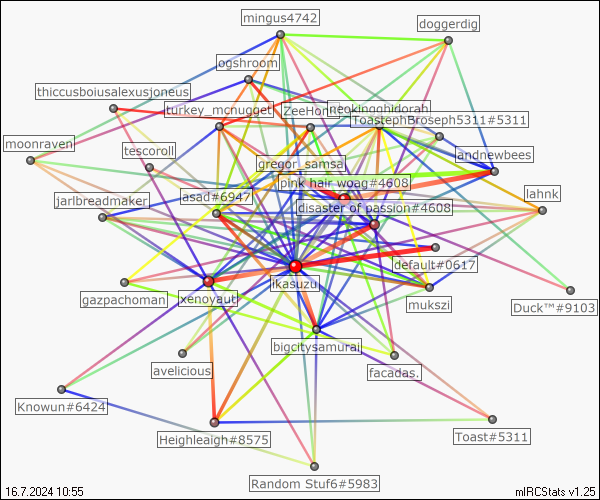 mingus4742
doggerdig
ogshroom
thiccusboiusalexusjoneus
turkey_mcnugget
neokingghidorah
Broseph5311#5311
moonraven
tescoroll
gregor_samsa
andnewbees
pink hair woag#4608
jarlbreadmaker
asad#6947
disaster of passion#4608
lahnk
default#0617
ikasuzu
gazpachoman
xenoyaut
mukszi
Duck™#9103
bigcitysamurai
avelicious
facadas.
Knowun#6424
Heighleaigh#8575
Toast#5311
Random Stuf6#5983
16.7.2024 10:55
mIRCStats v1.25